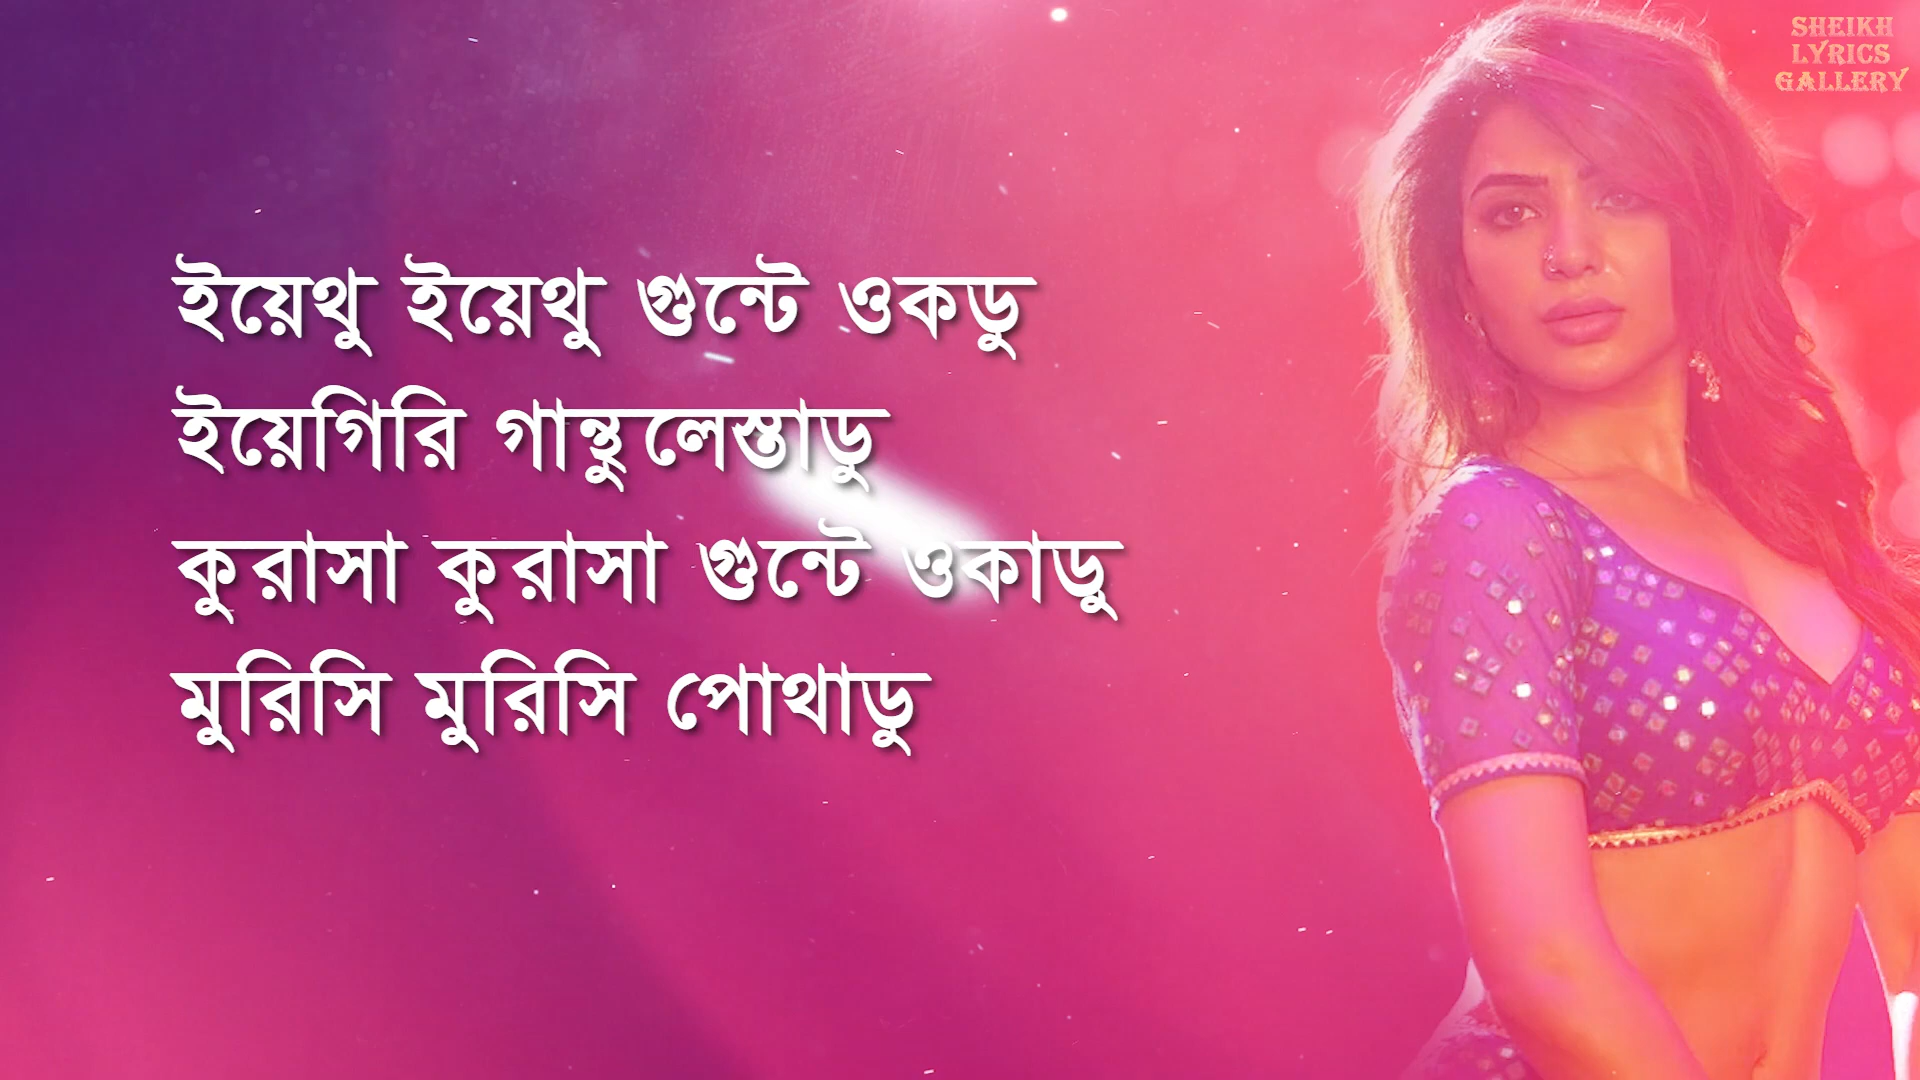 SHEIKH
LYRICS
GALLERY
ইয়েথু ইয়েথু গুন্টে ওকডু
ইয়েগিরি গান্থুলেস্তাডু
কুরাসা কুরাসা গুন্টে ওকাডু
মুরিসি মুরিসি পোথাডু